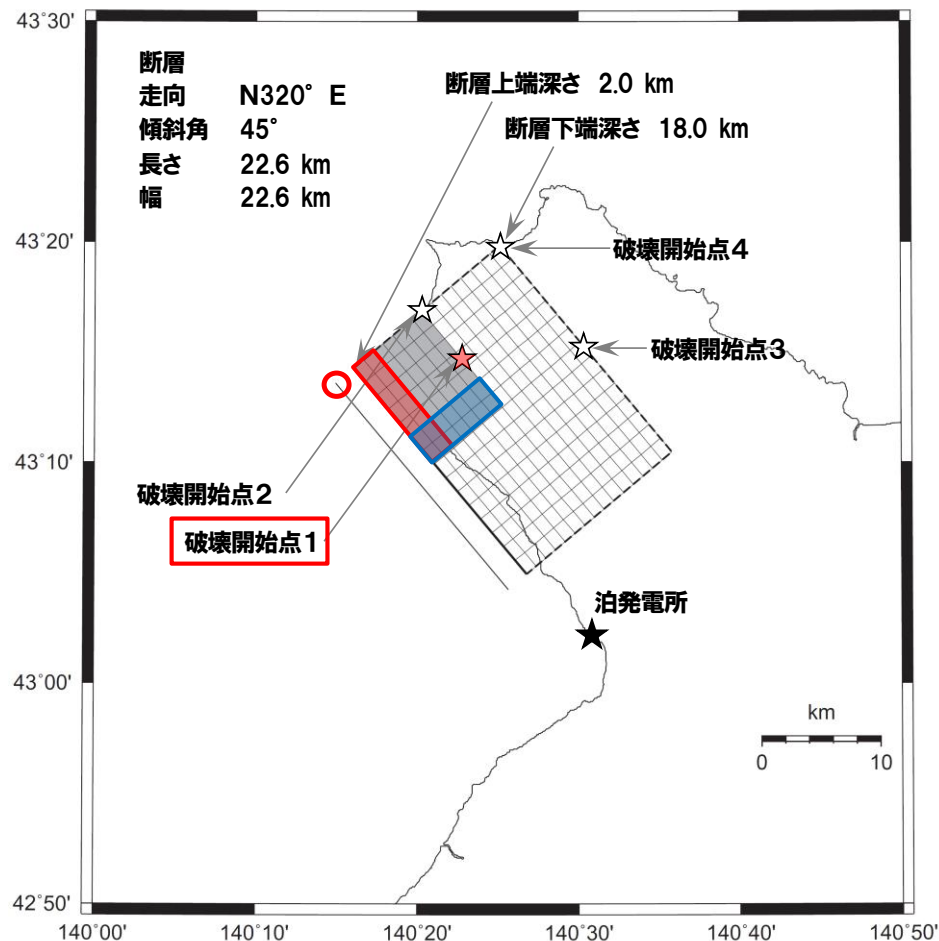 43°30'
断層
走向 N320° E
傾斜角 45°
長さ 22.6 km
幅 22.6 km
断層上端深さ 2.0 km
断層下端深さ 18.0 km
43°20'
破壊開始点4
破壊開始点3
43°10'
破壊開始点2
破壊開始点1
泊発電所
43°00'
km
0 10
42°50'
140°00' 140°10' 140°20' 140°30' 140°40' 140°50'